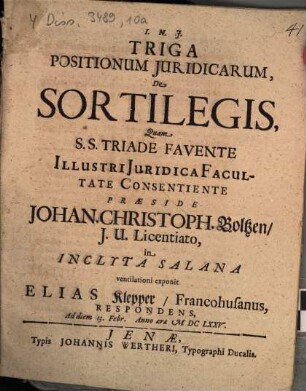 4 Diss. 3489, 10a
41
I. N. J.
TRIGA
POSITIONUM JURIDICARUM,
De
SORTILEGIS,
Quam
S.S. TRIADE FAVENTE
ILLUSTRI JURIDICA FACUL-
TATE CONSENTIENTE
PRÆSIDE
JOHAN. CHRISTOPH. Boltzen/
J. U. Licentiato,
in
INCLYTA SALANA
ventilationi exponit
ELIAS Klepper / Francohusanus,
RESPONDENS,
Ad diem 13. Febr. Anno æræ M DC LXXV.
JENÆ,
Typis JOHANNIS WERTHERI, Typographi Ducalis.